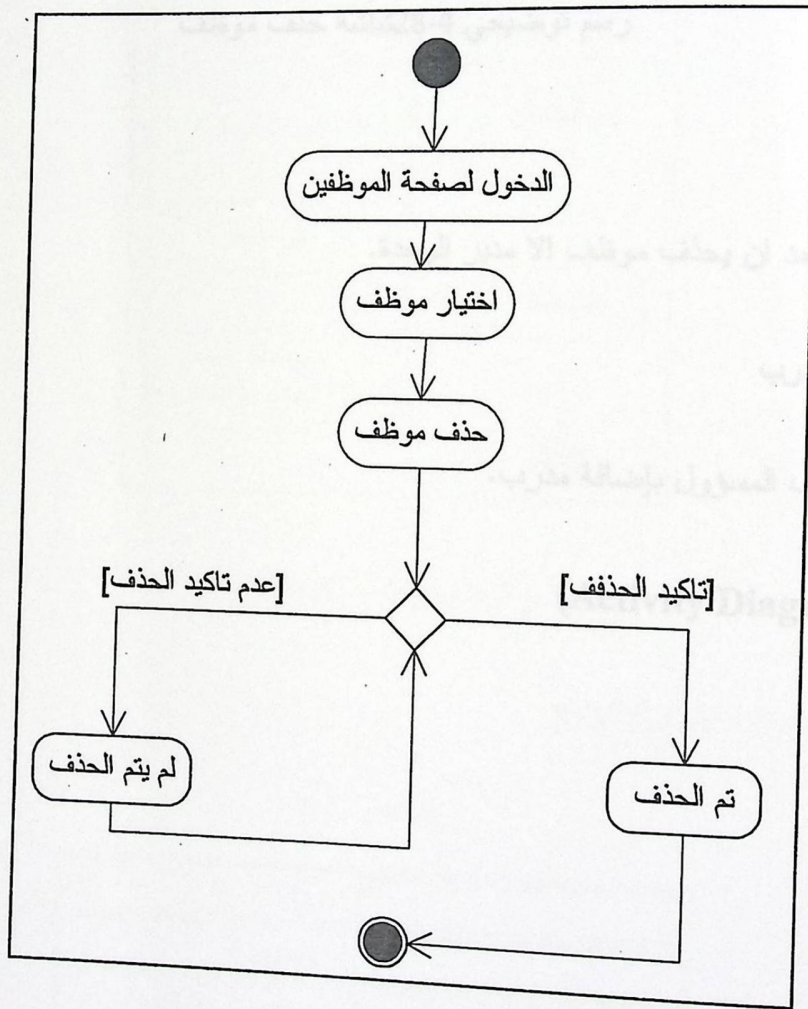 الدخول لصفحة الموظفين
اختيار موظف
حذف موظف
[تاكيد الحذفف]
[عدم تاكيد الحذف]
لم يتم الحذف
تم الحذف